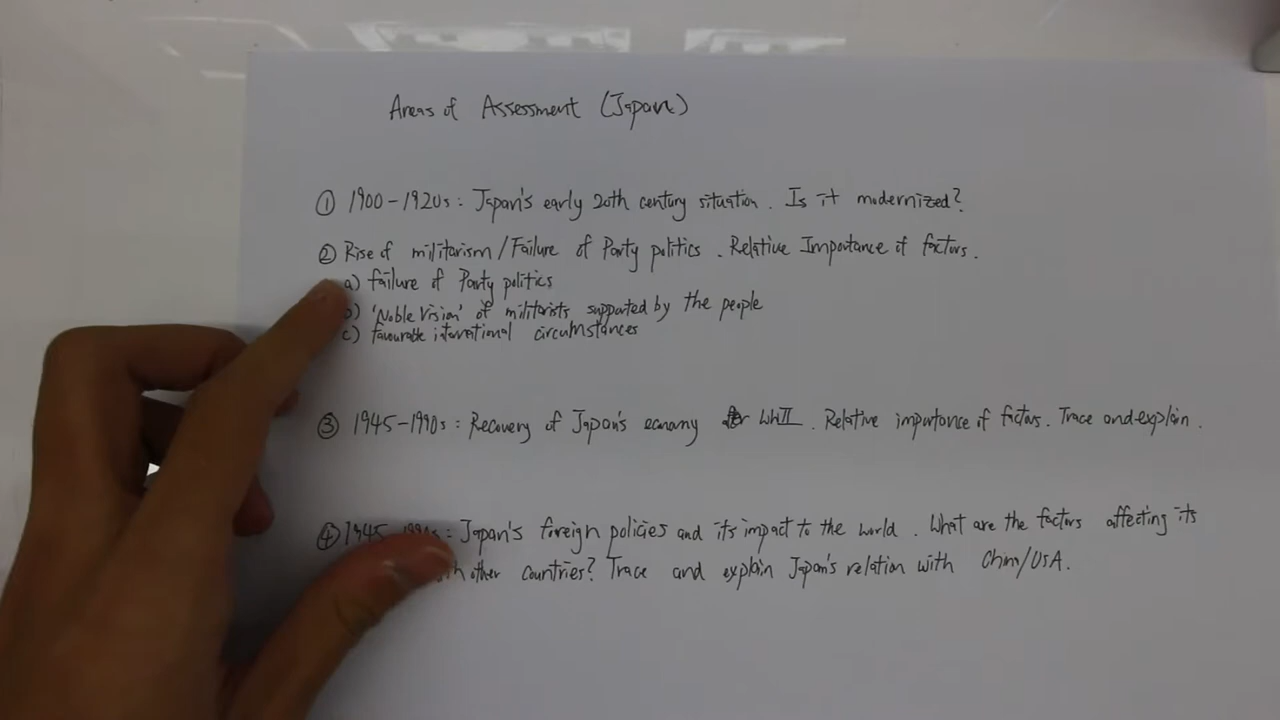 Areas of Assessment (Japan)
① 1900-1920s: Japan's early 20th century situation. Is it modernized?
② Rise of militarism/Failure of Party politics. Relative Importance of factors.
a) failure of Party politics
b) 'Noble Vision' of militarists supported by the people
c) favourable international circumstances
③ 1945-1990s: Recovery of Japan's economy after WWII. Relative importance of factors. Trace and explain.
④ 1945-1990s: Japan's foreign policies and its impact to the world. What are the factors affecting its
other countries? Trace and explain Japan's relation with China/USA.